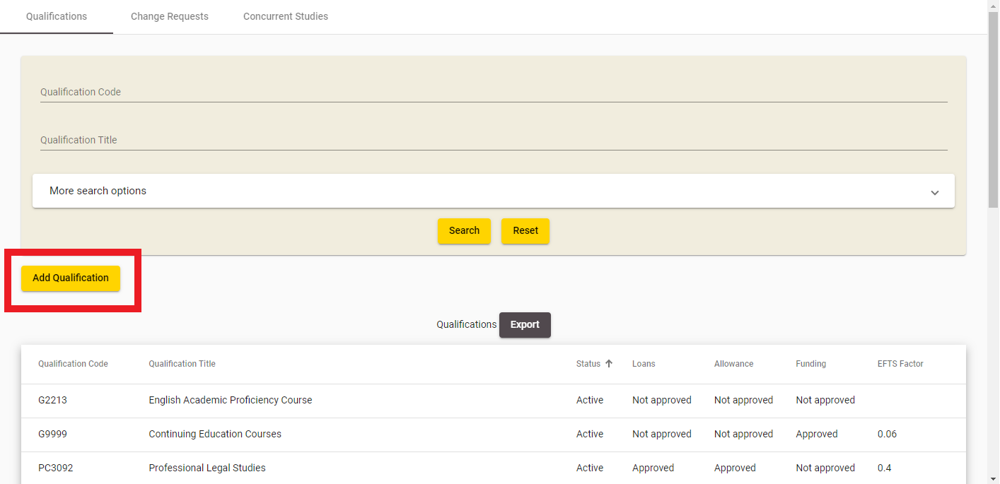 Qualifications Change Requests Concurrent Studies
Qualification Code
Qualification Title
More search options
Search Reset
Add Qualification
Qualifications Export
Qualification Code Qualification Title Status Loans Allowance Funding EFTS Factor
G2213 English Academic Proficiency Course Active Not approved Not approved Not approved
G9999 Continuing Education Courses Active Not approved Not approved Approved 0.06
PC3092 Professional Legal Studies Active Approved Approved Not approved 0.4